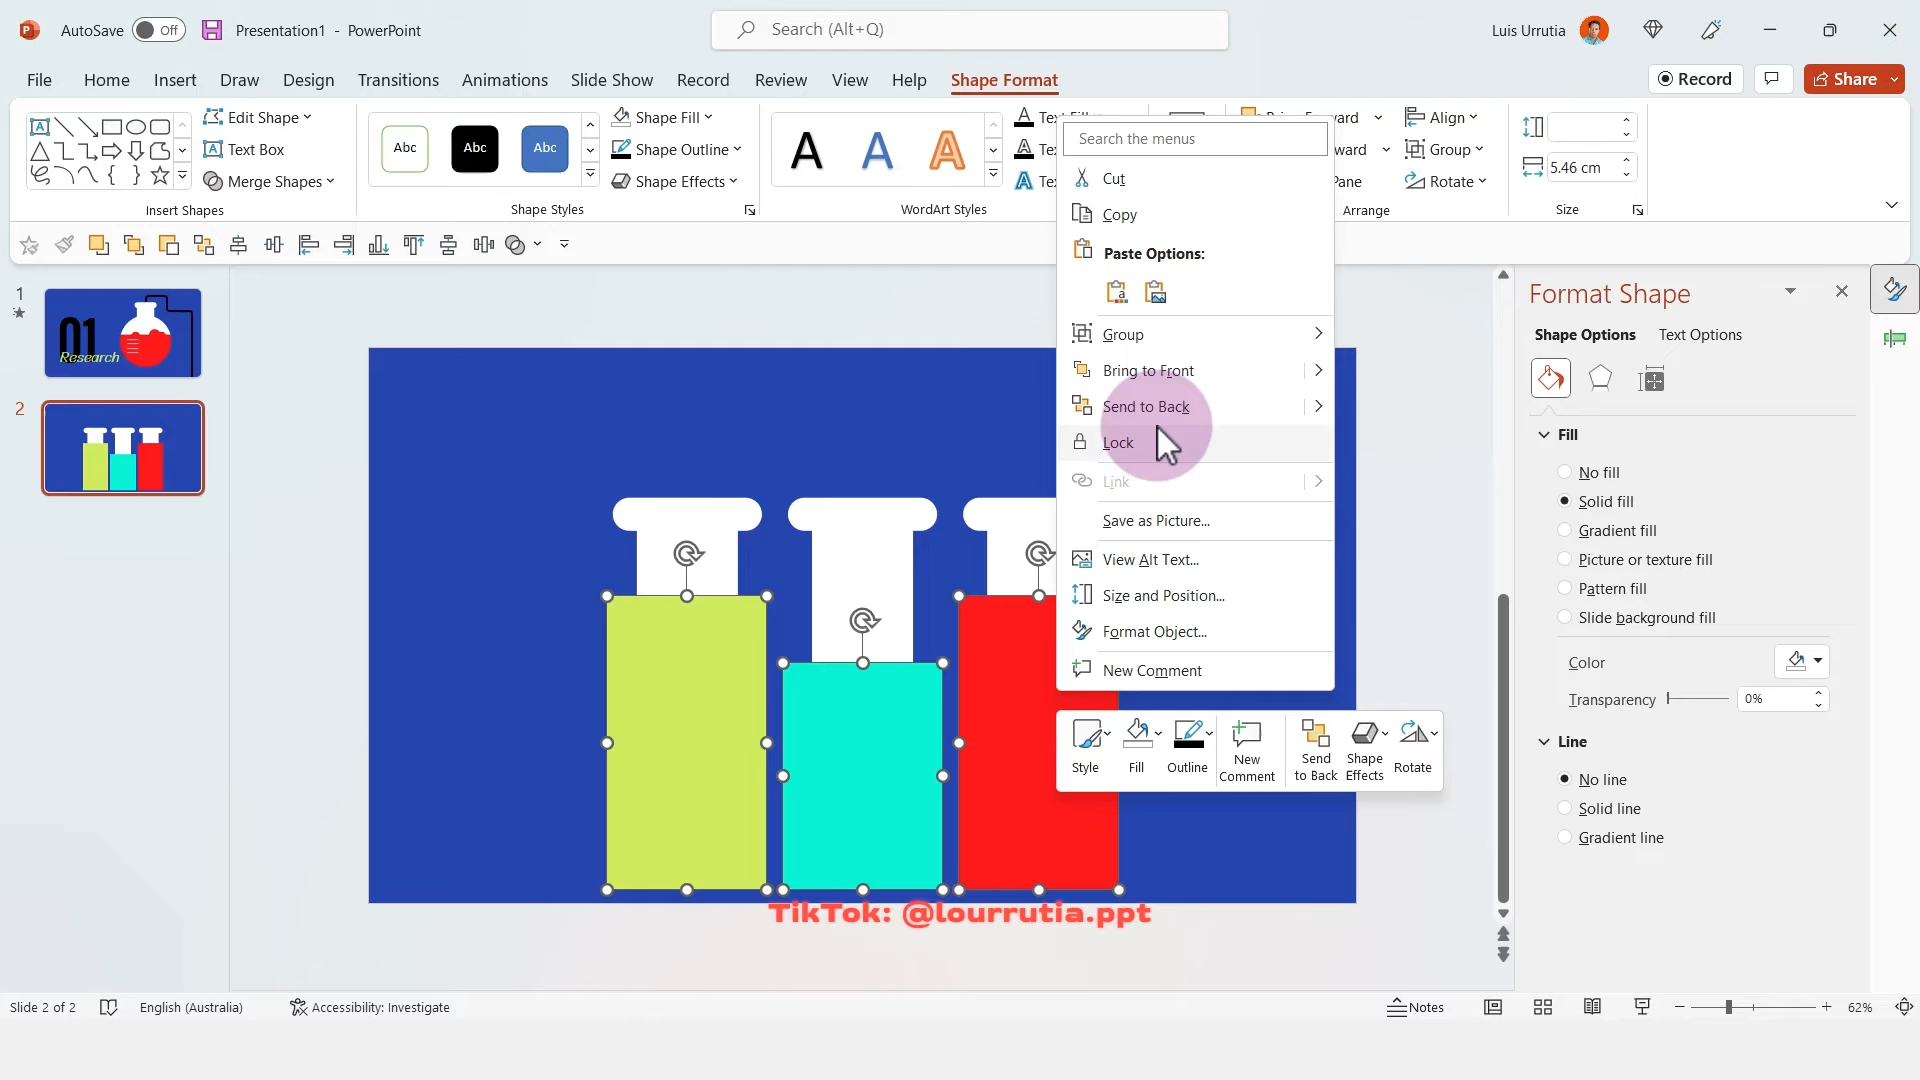 AutoSave Off Presentation1 - PowerPoint Search (Alt+Q) Luis Urrutia
File Home Insert Draw Design Transitions Animations Slide Show Record Review View Help Shape Format Record Share
Edit Shape
Text Box
Merge Shapes
Insert Shapes
Abc Abc Abc
Shape Fill
Shape Outline
Shape Effects
Shape Styles
A A A
WordArt Styles
Align
Group
Rotate
Arrange
5.46 cm
Size
Search the menus
Cut
Copy
Paste Options:
Group
Bring to Front
Send to Back
Lock
Link
Save as Picture...
View Alt Text...
Size and Position...
Format Object...
New Comment
Style Fill Outline New Comment Send to Back Shape Effects Rotate
1
01
Research
2
TikTok: @lourrutia.ppt
Format Shape
Shape Options Text Options
Fill
No fill
Solid fill
Gradient fill
Picture or texture fill
Pattern fill
Slide background fill
Color
Transparency 0%
Line
No line
Solid line
Gradient line
Slide 2 of 2 English (Australia) Accessibility: Investigate Notes 62%